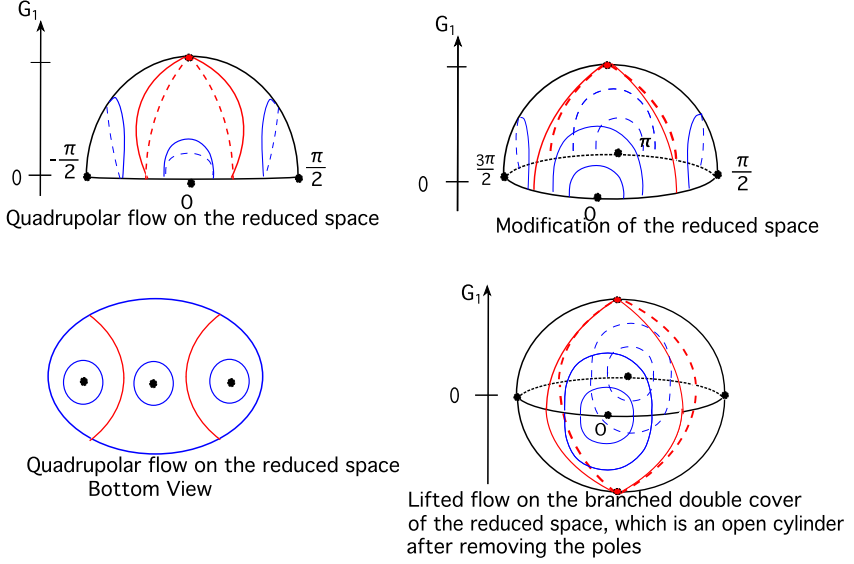 G₁
-π/2
π/2
0
0
Quadrupolar flow on the reduced space
G₁
π
3π/2
π/2
0
0
Modification of the reduced space
Quadrupolar flow on the reduced space
Bottom View
G₁
0
0
Lifted flow on the branched double cover
of the reduced space, which is an open cylinder
after removing the poles